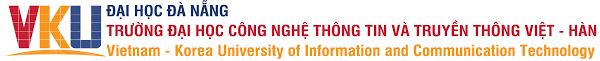 VKU
ĐẠI HỌC ĐÀ NẴNG
TRƯỜNG ĐẠI HỌC CÔNG NGHỆ THÔNG TIN VÀ TRUYỀN THÔNG VIỆT - HÀN
Vietnam - Korea University of Information and Communication Technology